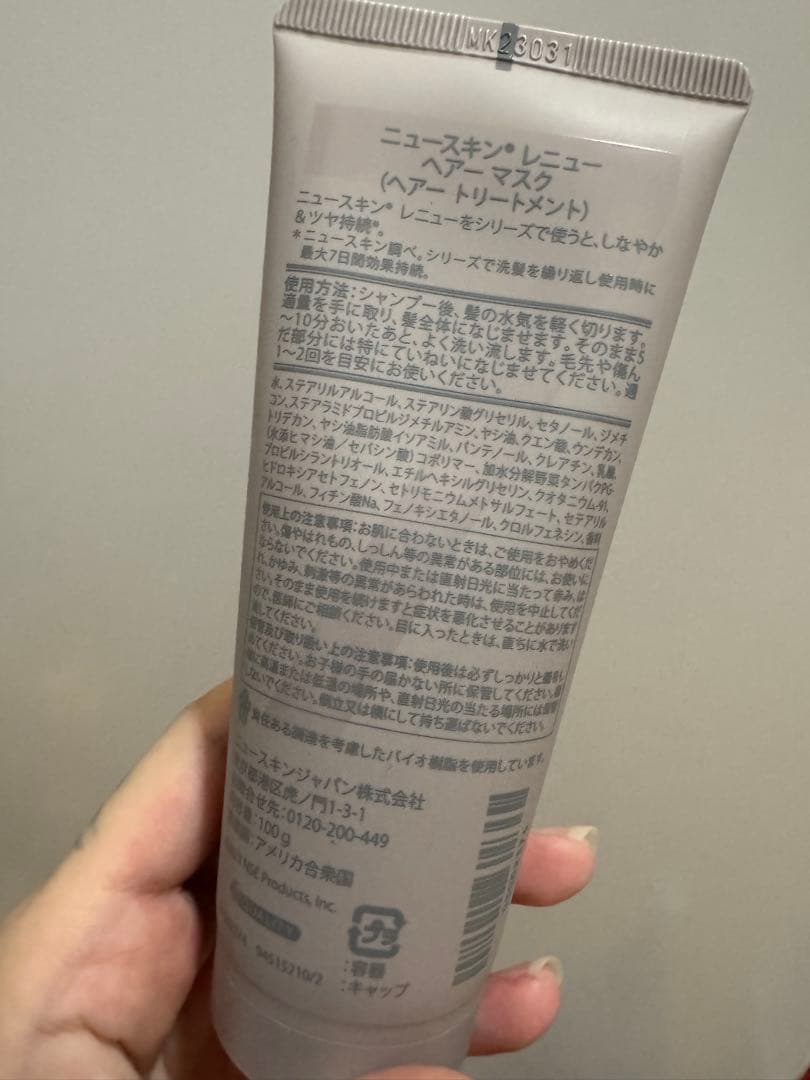 MK23031
ニュースキン® レニュー
ヘアー マスク
(ヘアー トリートメント)
ニュースキン® レニューをシリーズで使うと、しなやか
&ツヤ持続*。
*ニュースキン調べ。シリーズで洗髪を繰り返し使用時に
最大7日間効果持続。
使用方法:シャンプー後、髪の水気を軽く切ります。
適量を手に取り、髪全体になじませます。そのまま5
~10分おいたあと、よく洗い流します。毛先や傷ん
だ部分には特にていねいになじませてください。週
1~2回を目安にお使いください。
水、ステアリルアルコール、ステアリン酸グリセリル、セタノール、ジメチ
コン、ステアラミドプロピルジメチルアミン、ヤシ油、クエン酸、ウンデカン、
トリデカン、ヤシ油脂肪酸イソアミル、パンテノール、クレアチン、乳酸、
(水添ヒマシ油/セバシン酸)コポリマー、加水分解野菜タンパクPG-
プロピルシラントリオール、エチルヘキシルグリセリン、クオタニウム-91、
ヒドロキシアセトフェノン、セトリモニウムメトサルフェート、セテアリル
アルコール、フィチン酸Na、フェノキシエタノール、クロルフェネシン、香料
使用上の注意事項:お肌に合わないときは、ご使用をおやめくだ
さい。傷やはれもの、しっしん等の異常がある部位には、お使いに
ならないでください。使用中または直射日光に当たって赤み、は
れ、かゆみ、刺激等の異常があらわれた時は、使用を中止してくだ
さい。そのまま使用を続けますと症状を悪化させることがあります
ので、医師にご相談ください。目に入ったときは、直ちに水で洗い
流してください。
保管及び取り扱い上の注意事項:使用後は必ずしっかりと蓋を
めてください。お子様の手の届かない所に保管してください。
に高温または低温の場所や、直射日光の当たる場所には保管
しないでください。倒立又は横にして持ち運ばないでください。
責任ある調達を考慮したバイオ樹脂を使用しています。
ニュースキンジャパン株式会社
東京都港区虎ノ門1-3-1
合せ先:0120-200-449
量:100g
:アメリカ合衆国
NSE Products, Inc.
94515210/2
プラ
:容器
:キャップ